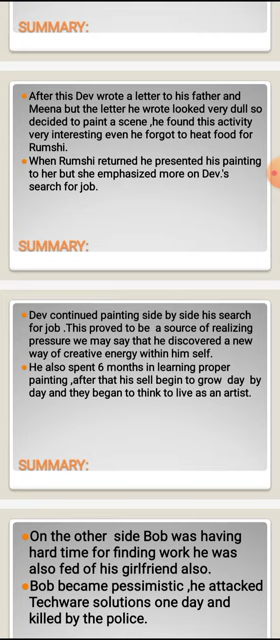 SUMMARY:
After this Dev wrote a letter to his father and
Meena but the letter he wrote looked very dull so
decided to paint a scene ,he found this activity
very interesting even he forgot to heat food for
Rumshi.
When Rumshi returned he presented his painting
to her but she emphasized more on Dev.'s
search for job.
SUMMARY:
Dev continued painting side by side his search
for job .This proved to be a source of realizing
pressure we may say that he discovered a new
way of creative energy within him self.
He also spent 6 months in learning proper
painting ,after that his sell begin to grow day by
day and they began to think to live as an artist.
SUMMARY:
On the other side Bob was having
hard time for finding work he was
also fed of his girlfriend also.
Bob became pessimistic ,he attacked
Techware solutions one day and
killed by the police.